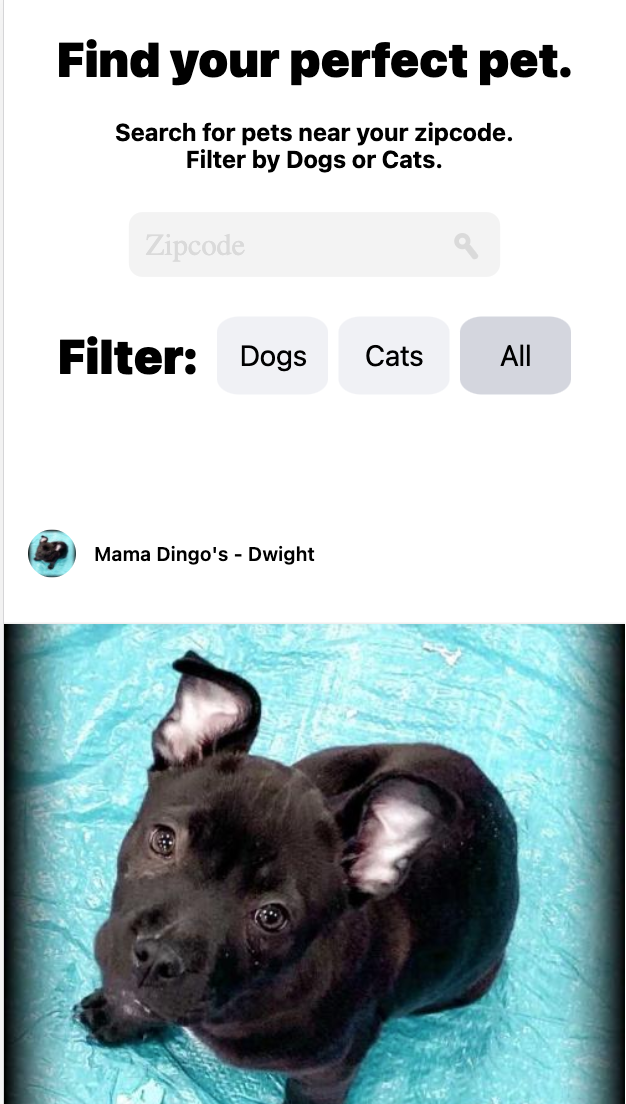 Find your perfect pet.
Search for pets near your zipcode.
Filter by Dogs or Cats.
Zipcode
Filter: Dogs Cats All
Mama Dingo's - Dwight